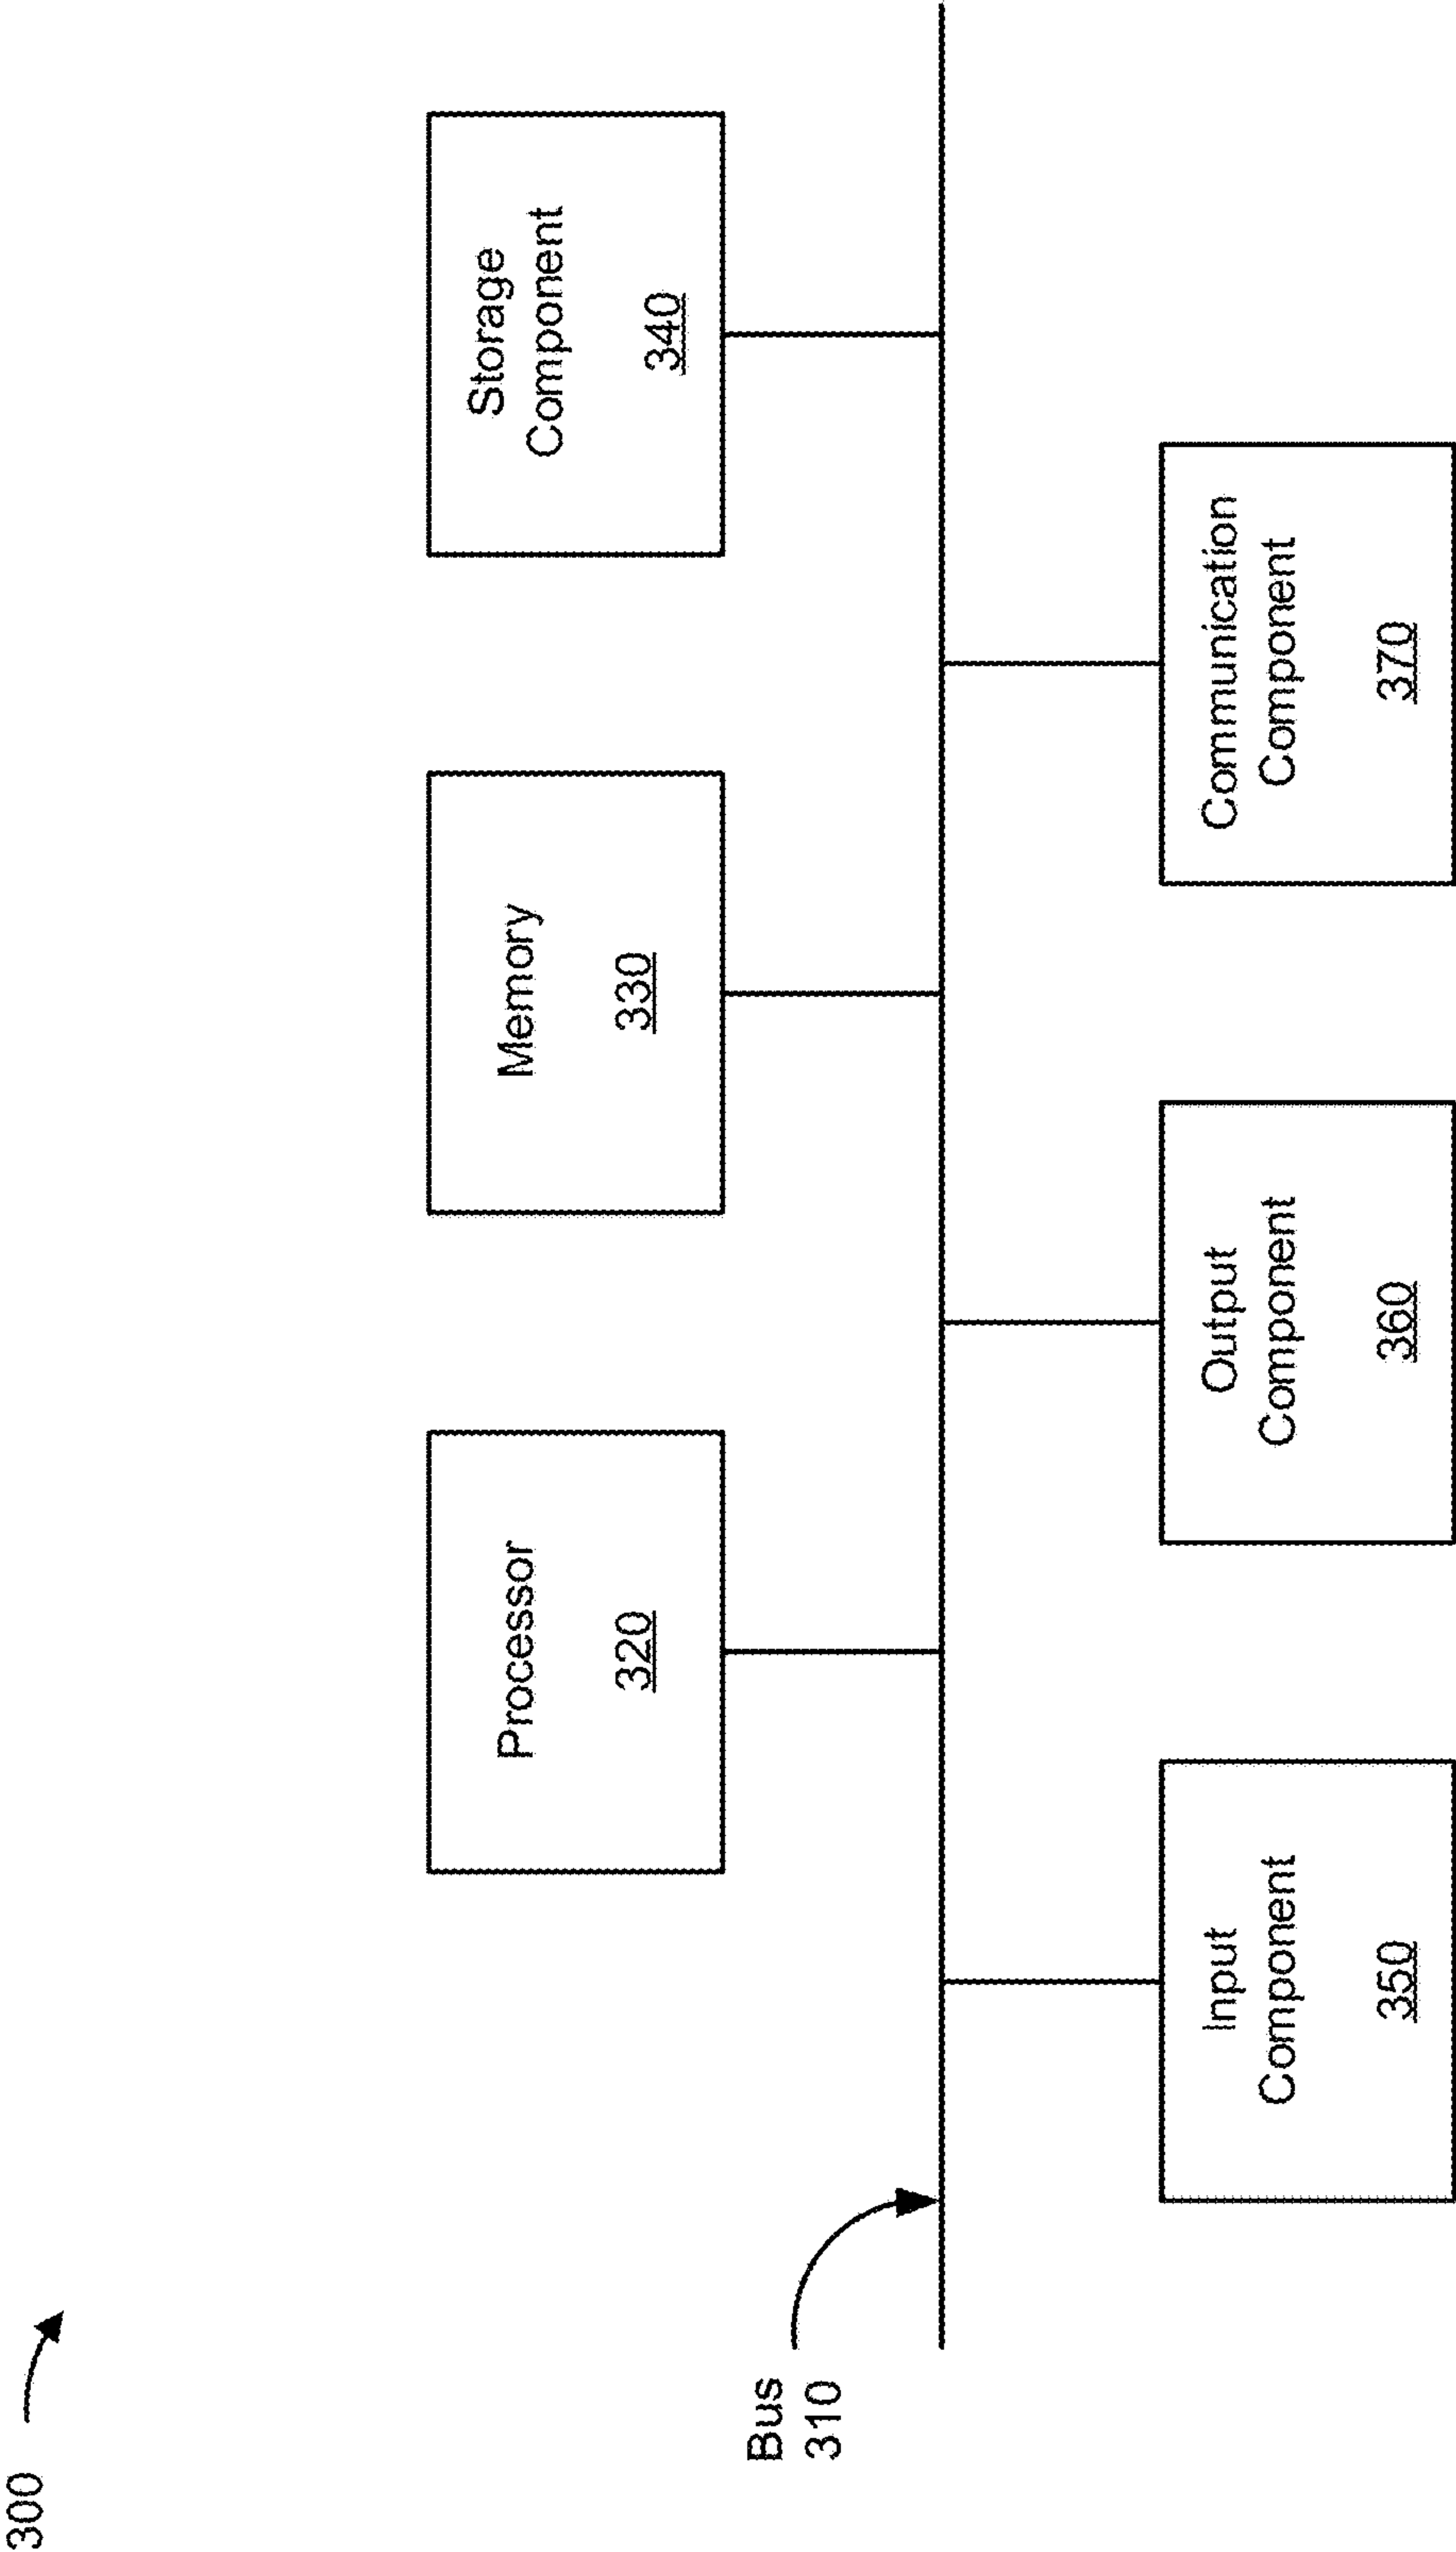 300
Processor
320
Memory
330
Storage
Component
340
Bus
310
Input
Component
350
Output
Component
360
Communication
Component
370